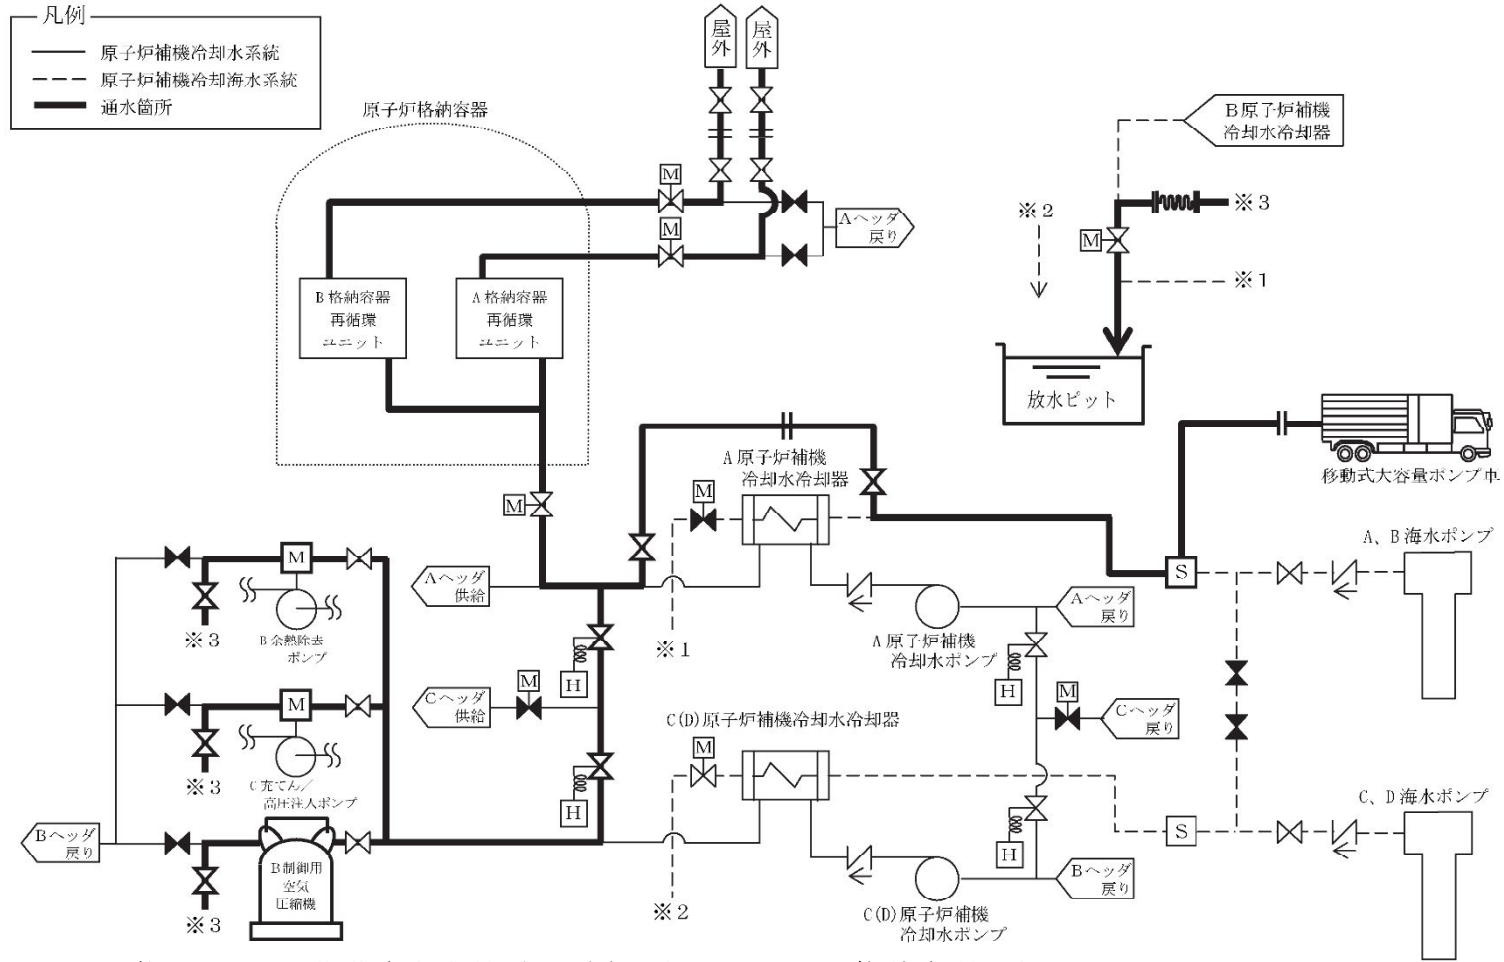 凡例
原子炉補機冷却水系統
原子炉補機冷却海水系統
通水箇所
屋外
屋外
原子炉格納容器
M
M
Aヘッダ
戻り
B原子炉補機
冷却水冷却器
※3
※2
M
※1
放水ピット
B格納容器
再循環
ユニット
A格納容器
再循環
ユニット
移動式大容量ポンプ車
A原子炉補機
冷却水冷却器
M
M
A、B海水ポンプ
S
M
※3
B余熱除去
ポンプ
Aヘッダ
供給
※1
H
A原子炉補機
冷却水ポンプ
Aヘッダ
戻り
H
M
Cヘッダ
供給
M
Cヘッダ
戻り
M
※3
C充てん/
高圧注入ポンプ
C(D)原子炉補機冷却水冷却器
M
H
※2
C、D海水ポンプ
S
Bヘッダ
戻り
B制御用
空気
圧縮機
※3
H
Bヘッダ
戻り
C(D)原子炉補機
冷却水ポンプ